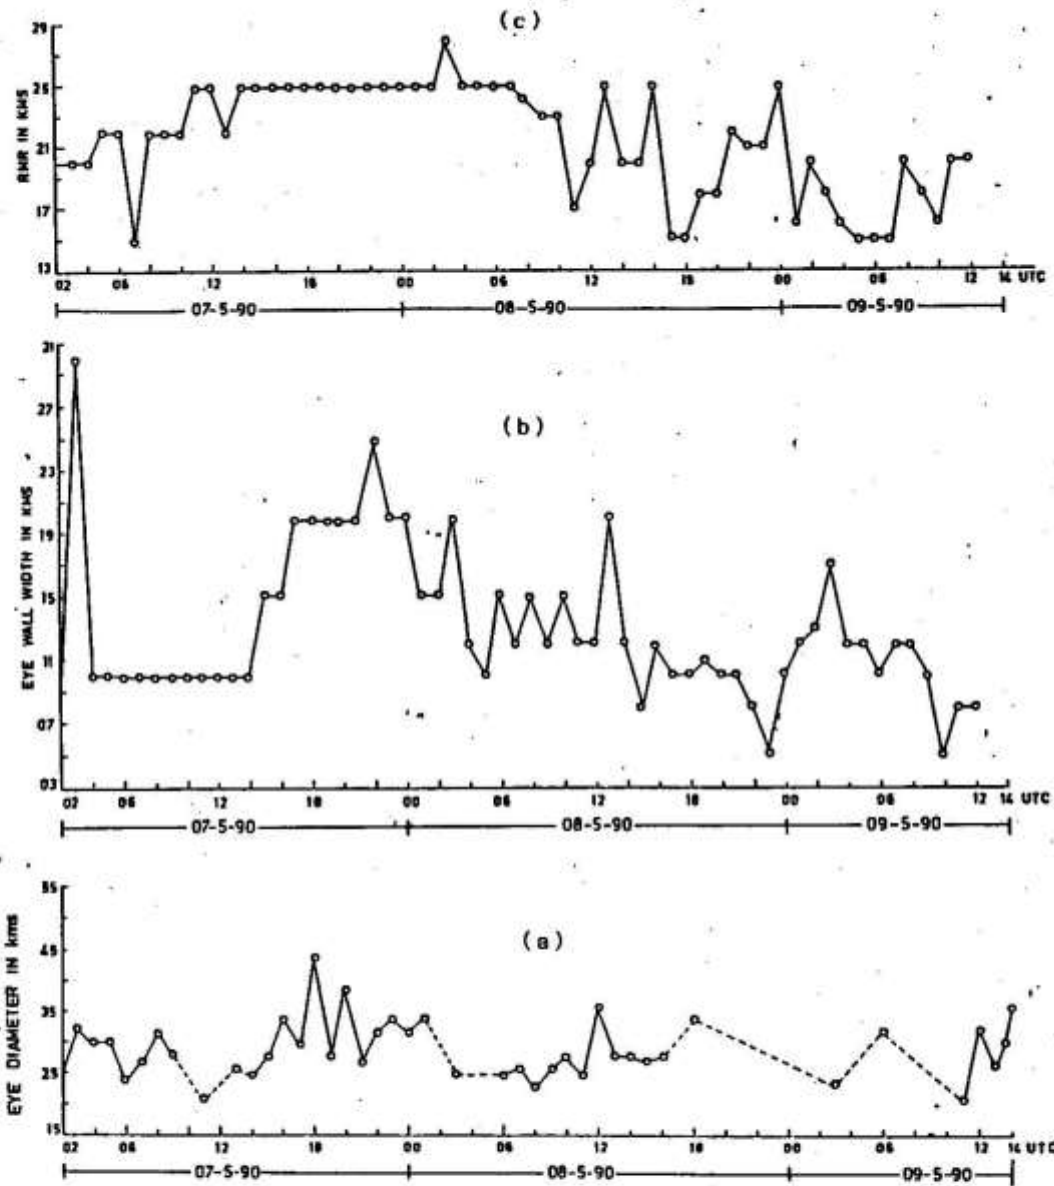 (c)
RMR IN KMS
29
25
21
17
13
02 06 12 18 00 06 12 18 00 06 12 14 UTC
07-5-90 08-5-90 09-5-90
(b)
EYE WALL WIDTH IN KMS
31
27
23
19
15
11
07
03
02 06 12 18 00 06 12 18 00 06 12 14 UTC
07-5-90 08-5-90 09-5-90
(a)
EYE DIAMETER IN kms
55
45
35
25
15
02 06 12 18 00 06 12 18 00 06 12 14 UTC
07-5-90 08-5-90 09-5-90